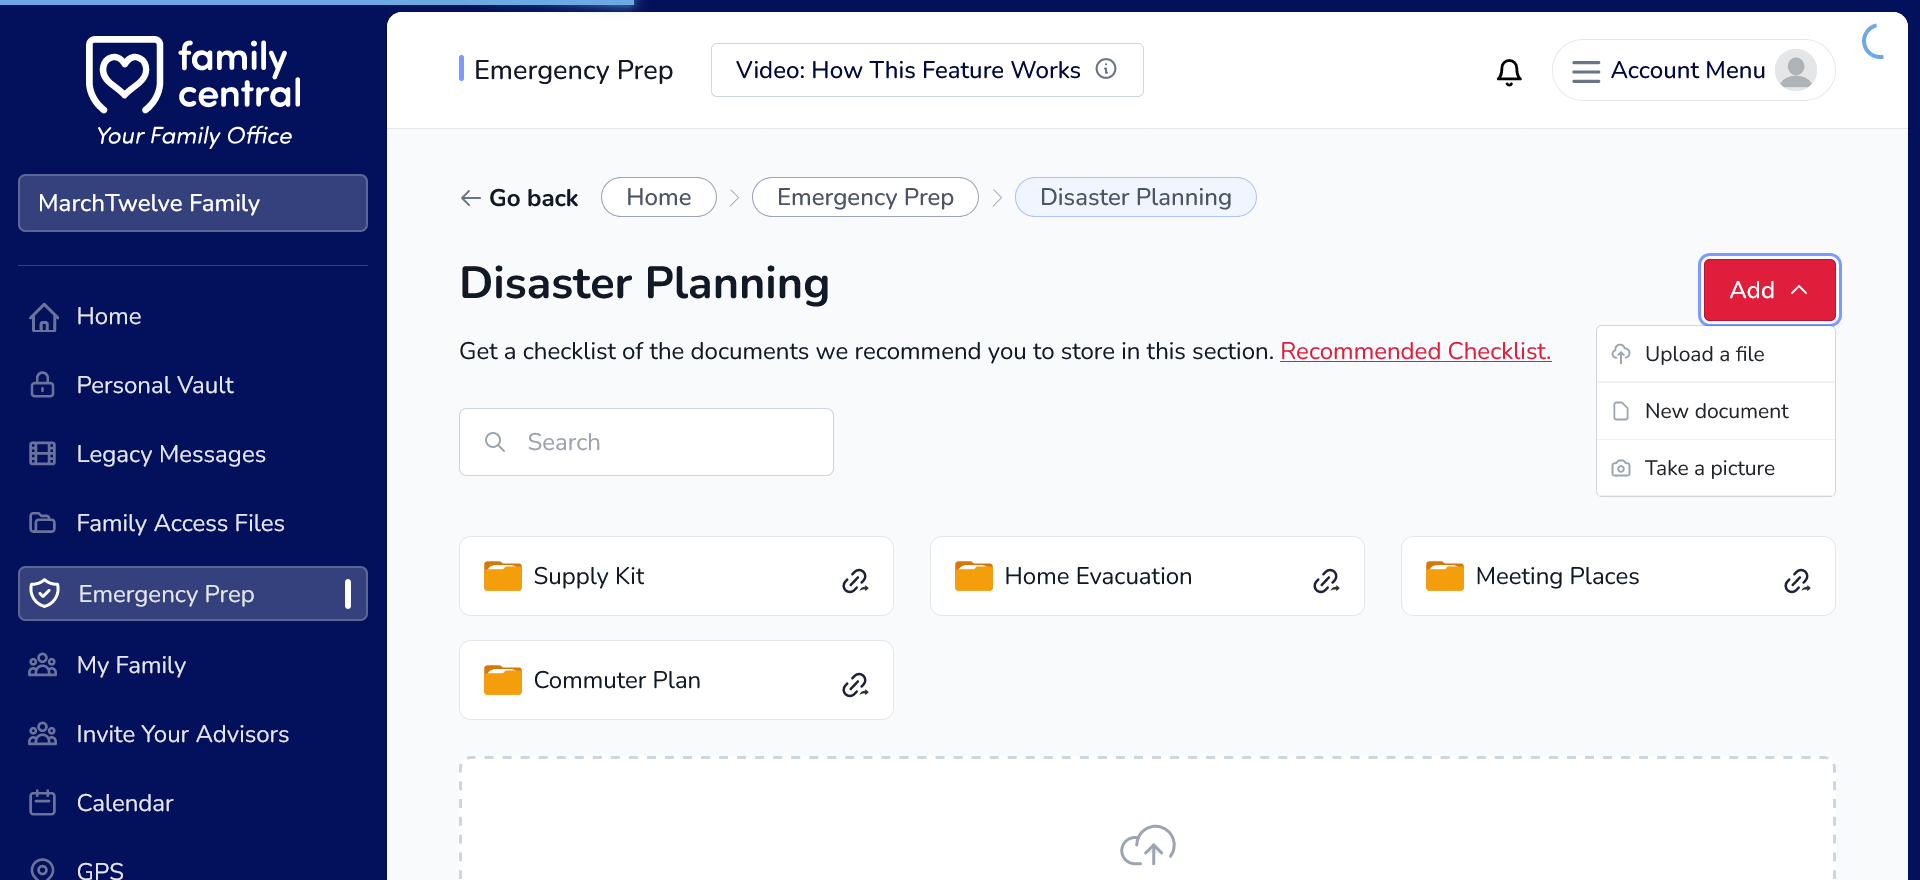 family
central
Your Family Office
MarchTwelve Family
Home
Personal Vault
Legacy Messages
Family Access Files
Emergency Prep
My Family
Invite Your Advisors
Calendar
GPS
Emergency Prep
Video: How This Feature Works
Account Menu
Go back
Home
Emergency Prep
Disaster Planning
Disaster Planning
Add
Get a checklist of the documents we recommend you to store in this section. Recommended Checklist.
Upload a file
New document
Take a picture
Search
Supply Kit
Home Evacuation
Meeting Places
Commuter Plan